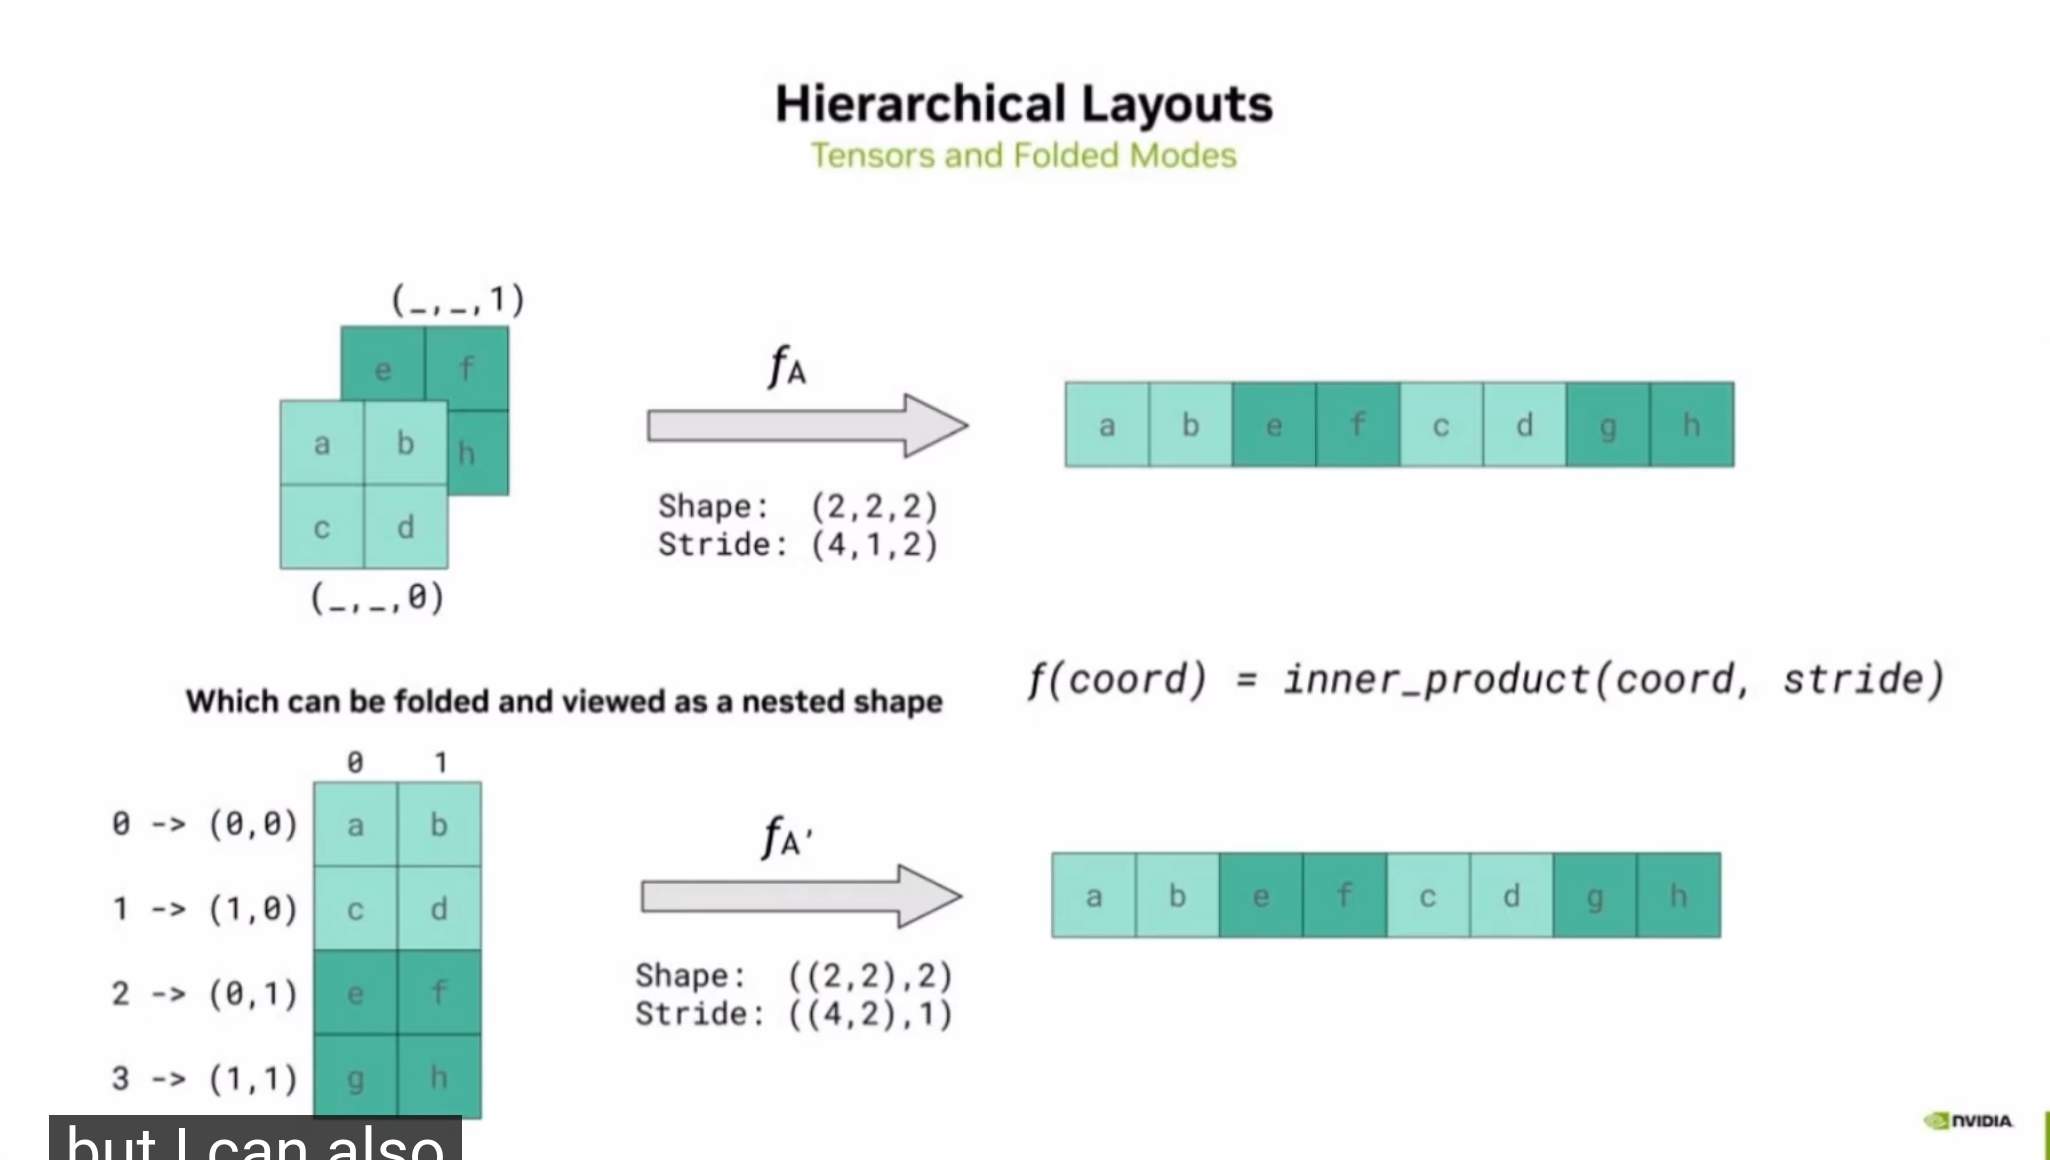 Hierarchical Layouts
Tensors and Folded Modes
(_,_,1)
e f
a b h
c d
(_,_,0)
fA
Shape: (2,2,2)
Stride: (4,1,2)
a b e f c d g h
Which can be folded and viewed as a nested shape
f(coord) = inner_product(coord, stride)
0 1
0 -> (0,0) a b
1 -> (1,0) c d
2 -> (0,1) e f
3 -> (1,1) g h
fA'
Shape: ((2,2),2)
Stride: ((4,2),1)
a b e f c d g h
but I can also
NVIDIA